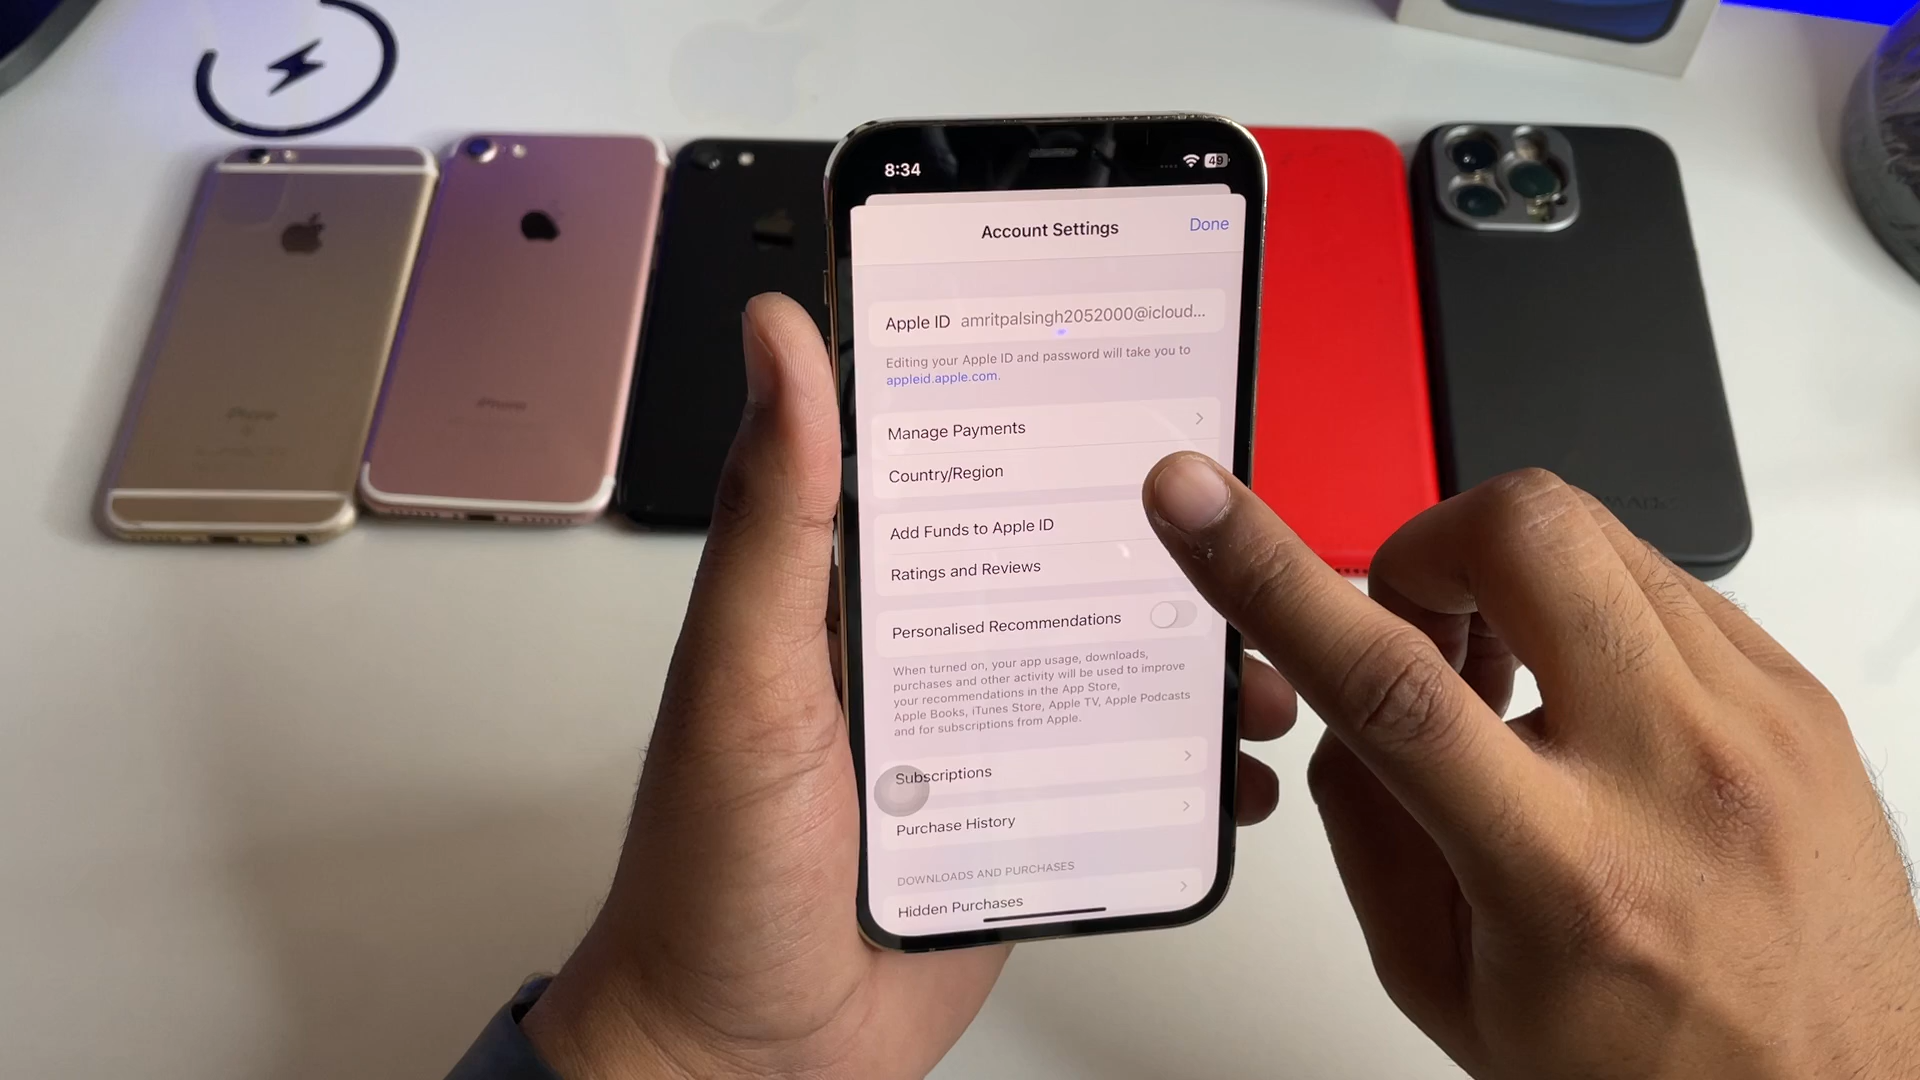 8:34
49
Account Settings
Done
Apple ID amritpalsingh2052000@icloud...
Editing your Apple ID and password will take you to
appleid.apple.com.
Manage Payments
Country/Region
Add Funds to Apple ID
Ratings and Reviews
Personalised Recommendations
When turned on, your app usage, downloads,
purchases and other activity will be used to improve
your recommendations in the App Store,
Apple Books, iTunes Store, Apple TV, Apple Podcasts
and for subscriptions from Apple.
Subscriptions
Purchase History
DOWNLOADS AND PURCHASES
Hidden Purchases
iPhone
iPhone